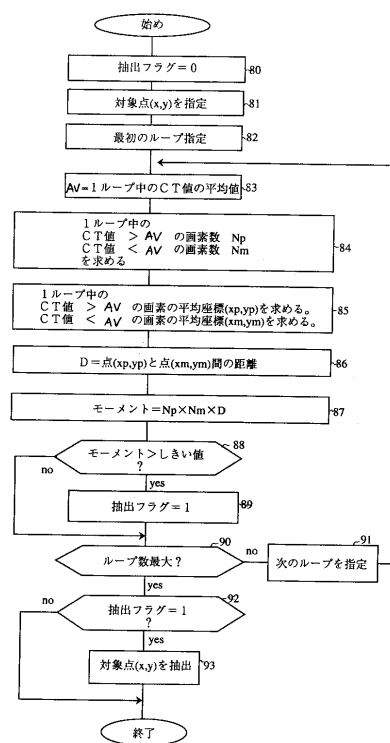 始め
抽出フラグ=0
80
対象点(x,y)を指定
81
最初のループ指定
82
AV=1ループ中のCT値の平均値
83
1ループ中の
CT値 > AV の画素数 Np
CT値 < AV の画素数 Nm
を求める
84
1ループ中の
CT値 > AV の画素の平均座標(xp,yp)を求める。
CT値 < AV の画素の平均座標(xm,ym)を求める。
85
D=点(xp,yp)と点(xm,ym)間の距離
86
モーメント=Np×Nm×D
87
88
モーメント>しきい値
?
no
yes
抽出フラグ=1
89
90
ループ数最大?
no
91
次のループを指定
yes
92
抽出フラグ=1
?
no
yes
対象点(x,y)を抽出
93
終了